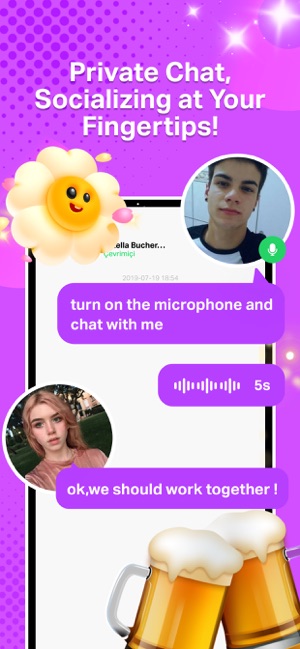 Private Chat,
Socializing at Your
Fingertips!
ella Bucher...
Çevrimiçi
2019-07-19 18:54
turn on the microphone and
chat with me
5s
ok,we should work together !